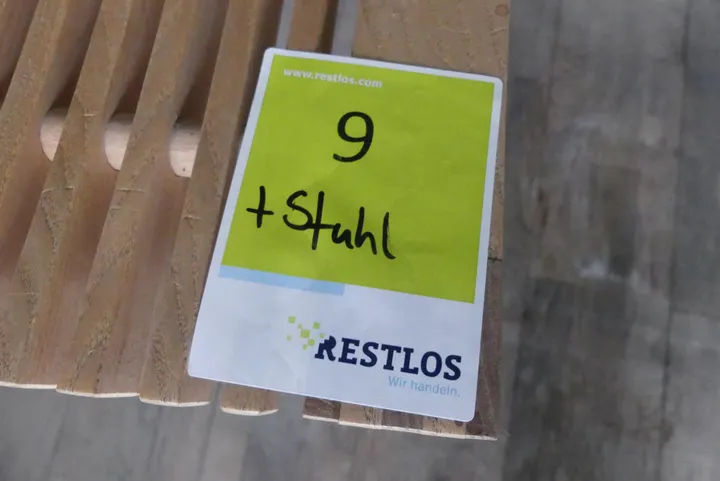 www.restlos.com
9
+ Stuhl
RESTLOS
Wir handeln.